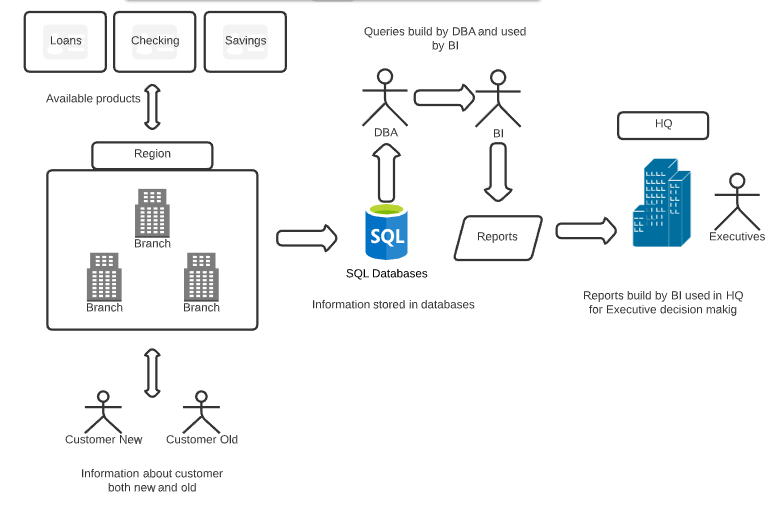 Loans
Checking
Savings
Available products
Region
Branch
Branch
Branch
Customer New
Customer Old
Information about customer
both new and old
Queries build by DBA and used
by BI
DBA
BI
SQL
SQL Databases
Information stored in databases
Reports
HQ
Executives
Reports build by BI used in HQ
for Executive decision makig